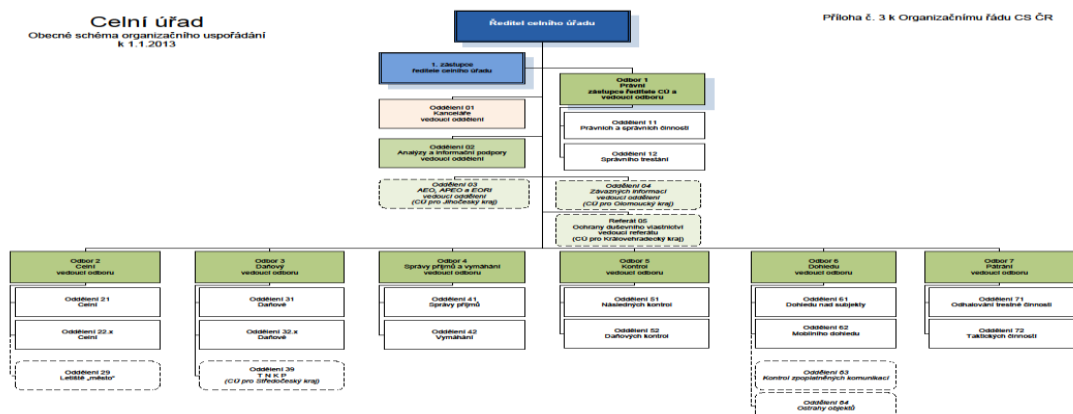 Celní úřad
Obecné schéma organizačního uspořádání
k 1.1.2013
Příloha č. 3 k Organizačnímu řádu CS ČR
Ředitel celního úřadu
1. zástupce
ředitele celního úřadu
Odbor 1
Právní
zástupce ředitele CÚ a
vedoucí odboru
Oddělení 01
Kanceláře
vedoucí oddělení
Oddělení 11
Právních a správních činností
Oddělení 02
Analýzy a informační podpory
vedoucí oddělení
Oddělení 12
Správního trestání
Oddělení 03
AEO, APEO a EORI
vedoucí oddělení
(CÚ pro Jihočeský kraj)
Oddělení 04
Závazných informací
vedoucí oddělení
(CÚ pro Olomoucký kraj)
Referát 05
Ochrany duševního vlastnictví
vedoucí referátu
(CÚ pro Královehradecký kraj)
Odbor 2
Celní
vedoucí odboru
Odbor 3
Daňový
vedoucí odboru
Odbor 4
Správy příjmů a vymáhání
vedoucí odboru
Odbor 5
Kontrol
vedoucí odboru
Odbor 6
Dohledu
vedoucí odboru
Odbor 7
Pátrání
vedoucí odboru
Oddělení 21
Celní
Oddělení 31
Daňové
Oddělení 41
Správy příjmů
Oddělení 51
Následných kontrol
Oddělení 61
Dohledu nad subjekty
Oddělení 71
Odhalování trestné činnosti
Oddělení 22.x
Celní
Oddělení 32.x
Daňové
Oddělení 42
Vymáhání
Oddělení 52
Daňových kontrol
Oddělení 62
Mobilního dohledu
Oddělení 72
Taktických činností
Oddělení 29
Letiště „město"
Oddělení 39
T N K P
(CÚ pro Středočeský kraj)
Oddělení 63
Kontrol zpoplatněných komunikací
Oddělení 64
Ostrahy objektů